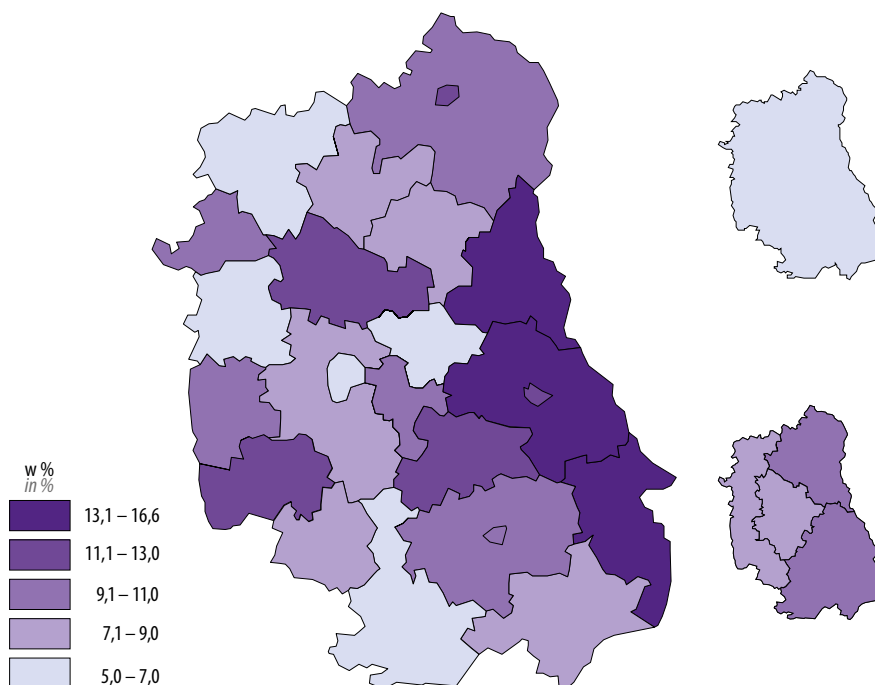 w %
in %
13,1 – 16,6
11,1 – 13,0
9,1 – 11,0
7,1 – 9,0
5,0 – 7,0